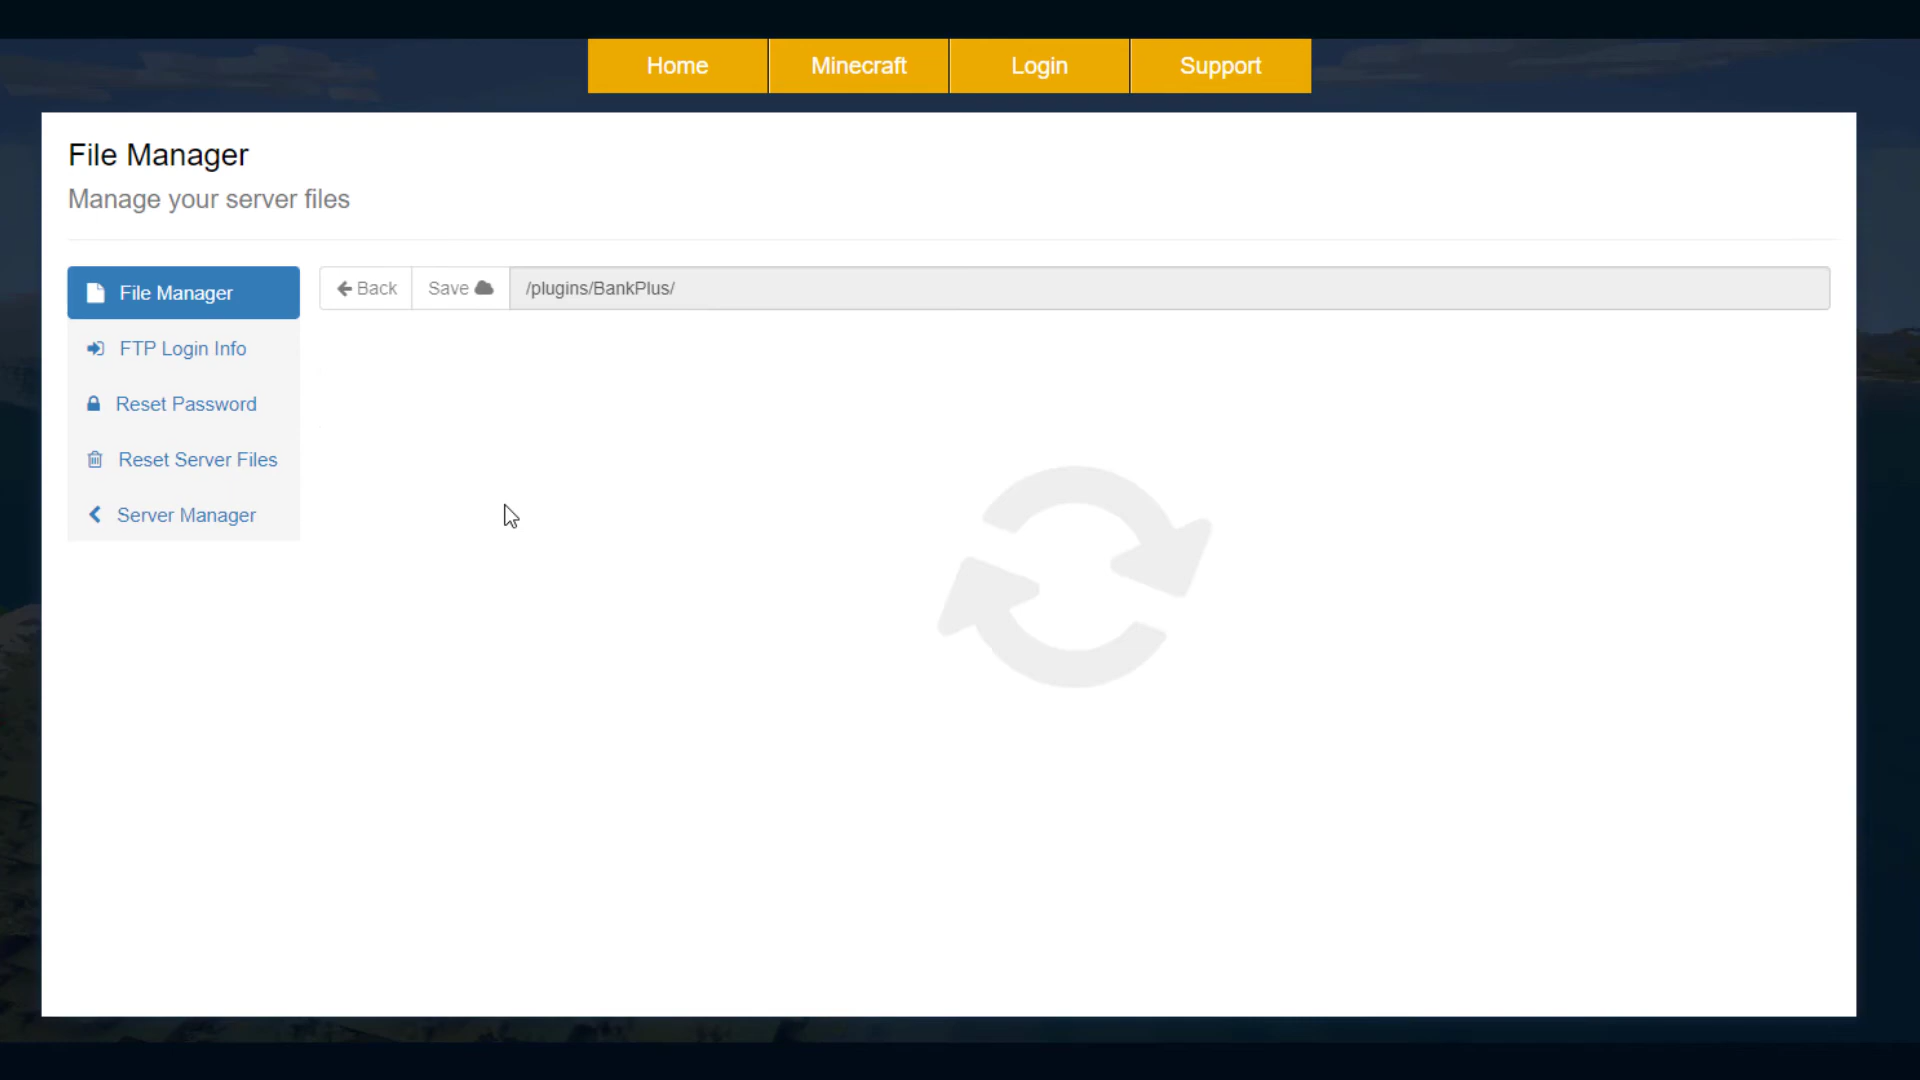 Home
Minecraft
Login
Support
File Manager
Manage your server files
File Manager
FTP Login Info
Reset Password
Reset Server Files
Server Manager
Back
Save
/plugins/BankPlus/